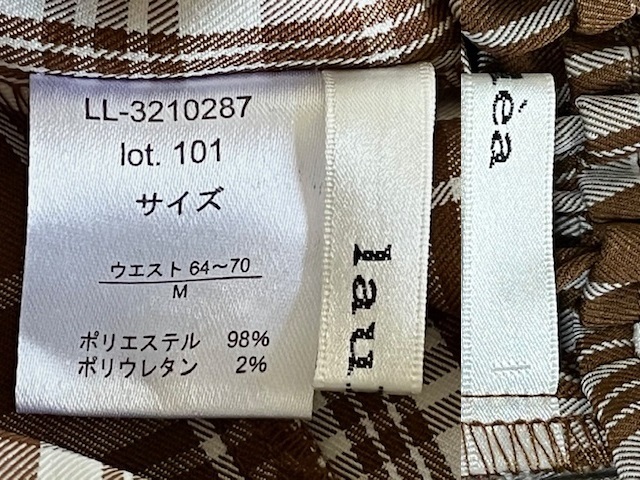 LL-3210287
lot. 101
サイズ
ウエスト 64〜70
M
ポリエステル 98%
ポリウレタン 2%